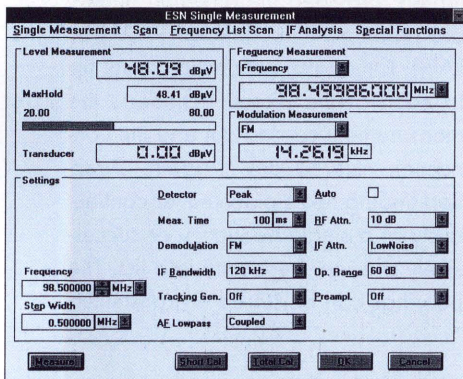 ESN Single Measurement
Single Measurement Scan Frequency List Scan IF Analysis Special Functions
Level Measurement
48.09 dBµV
MaxHold 48.41 dBµV
20.00 80.00
Transducer 0.00 dBµV
Frequency Measurement
Frequency
98.49986000 MHz
Modulation Measurement
FM
14.2619 kHz
Settings
Detector Peak Auto
Meas. Time 100 ms RF Attn. 10 dB
Demodulation FM IF Attn. LowNoise
Frequency IF Bandwidth 120 kHz Op. Range 60 dB
98.500000 MHz Tracking Gen. Off Preampl. Off
Step Width
0.500000 MHz AF Lowpass Coupled
Measure Short Cal Total Cal OK Cancel